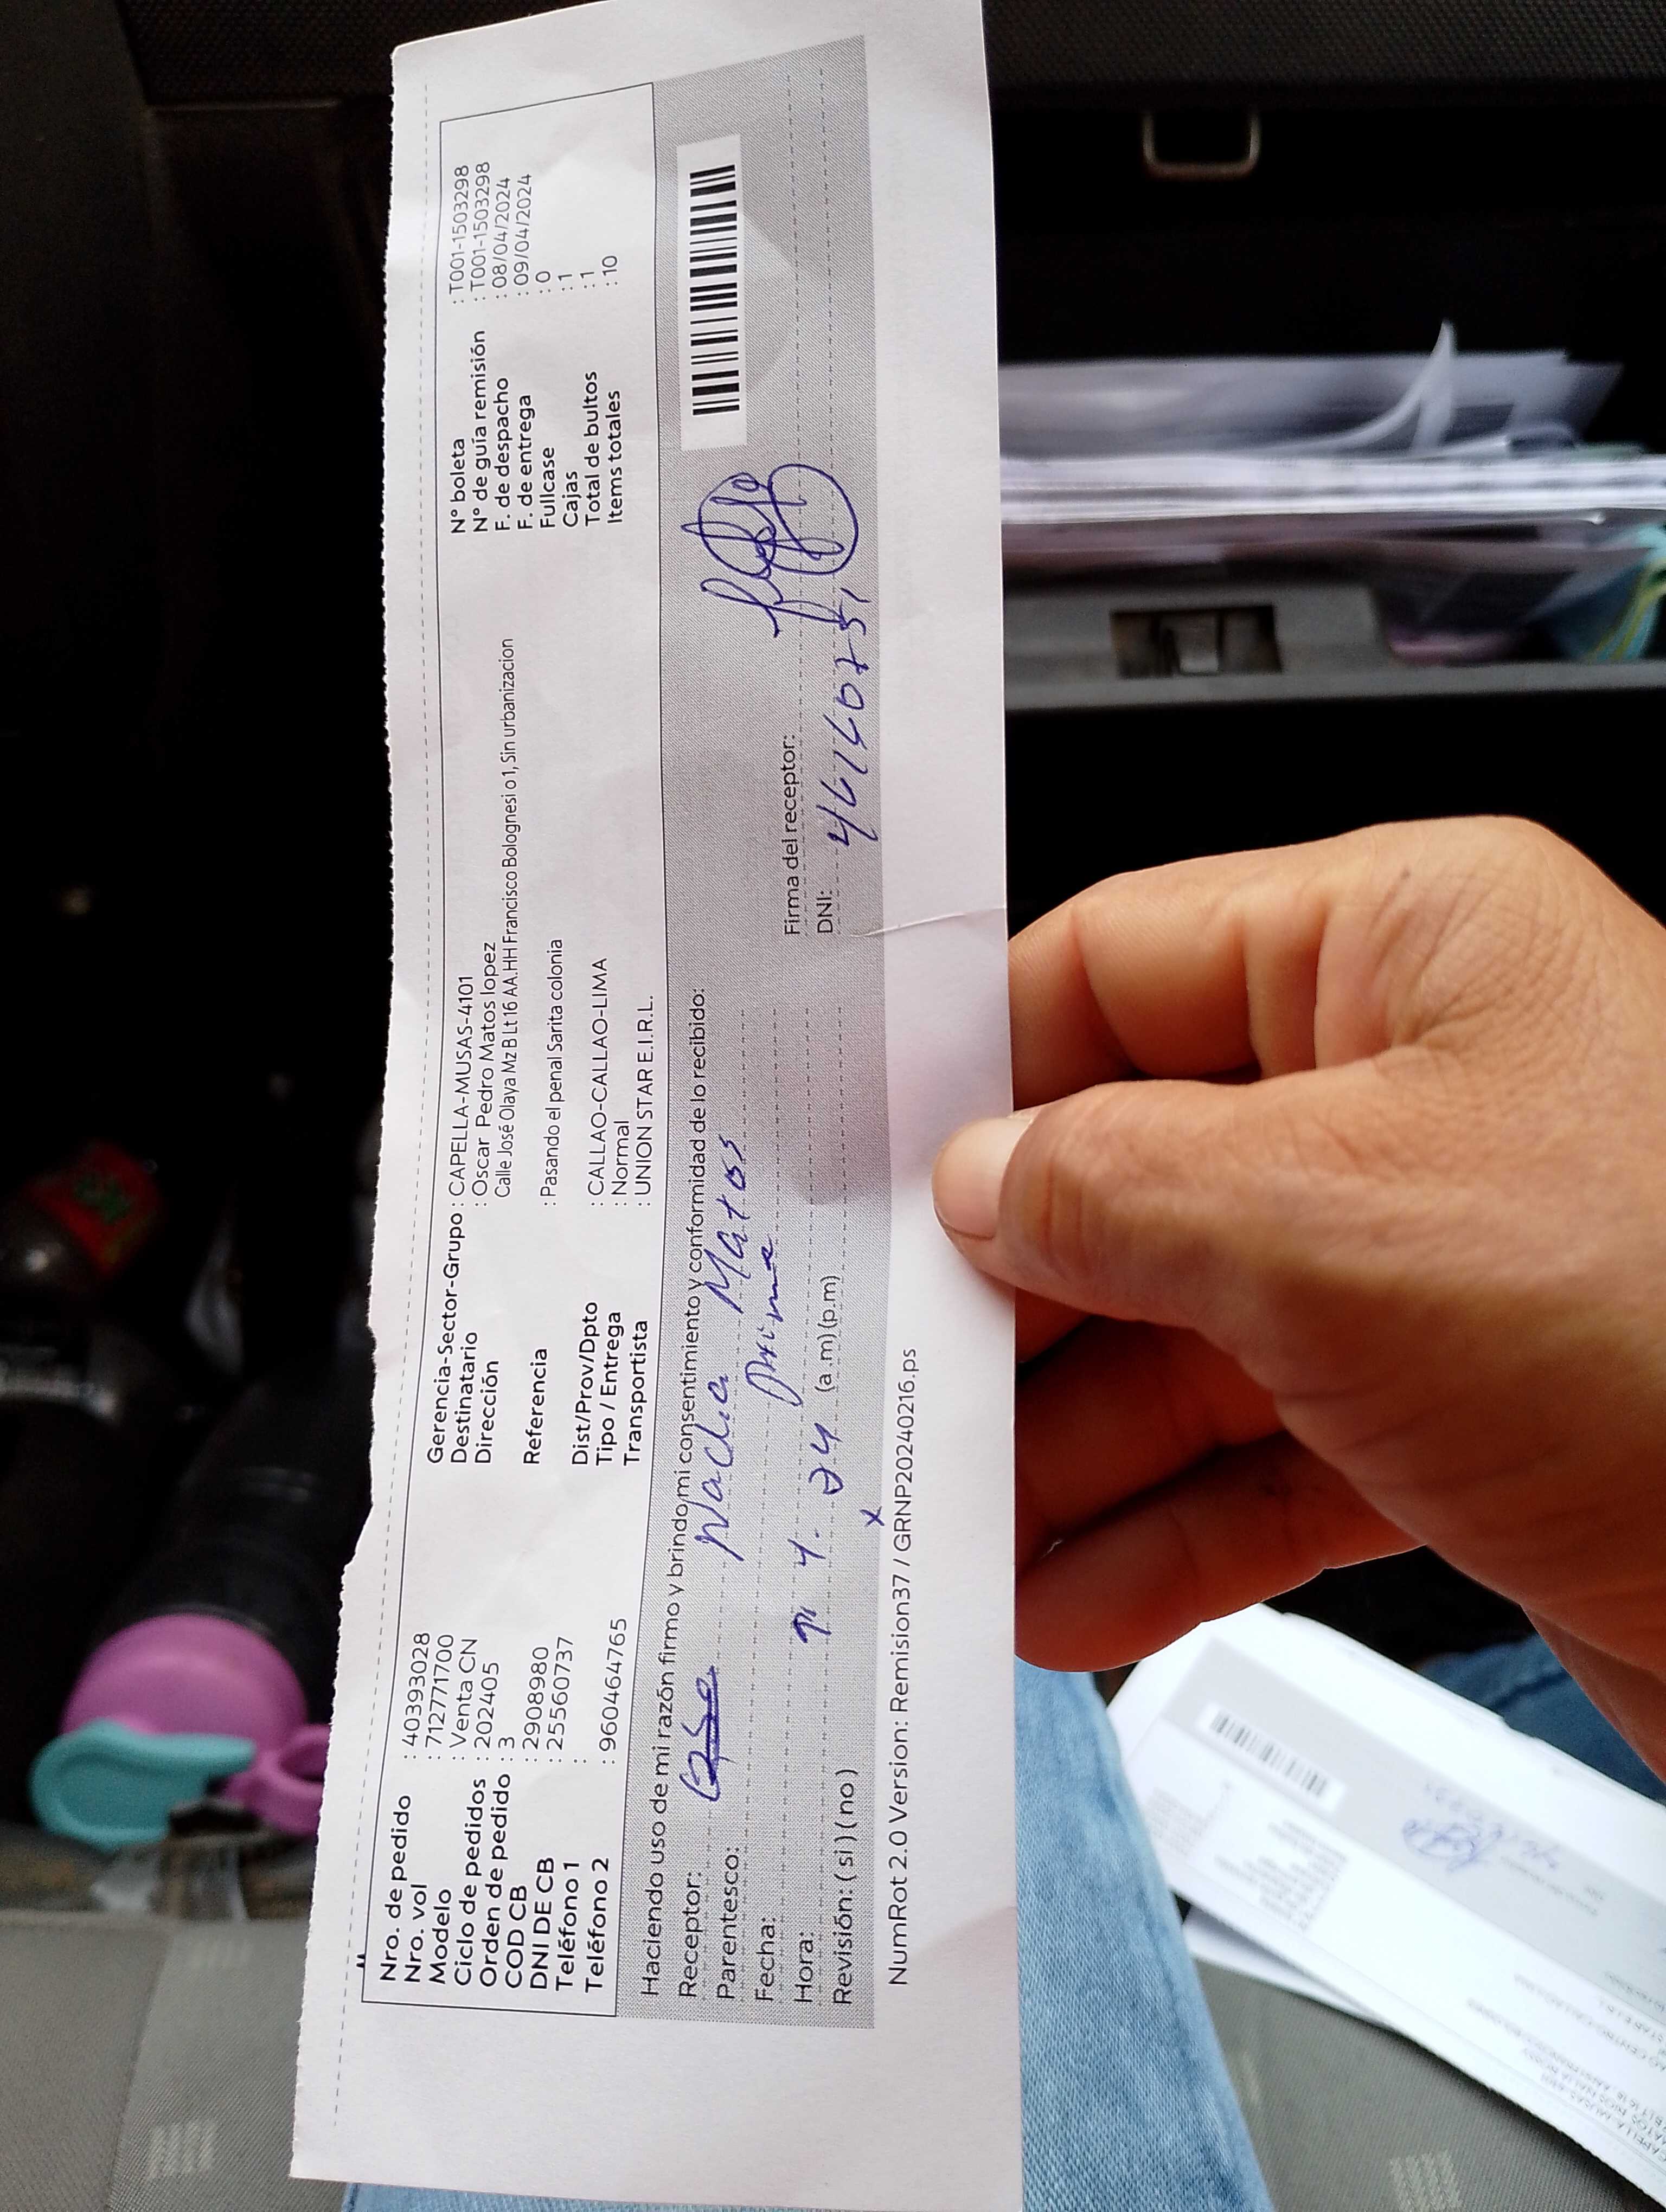 Nro. de pedido : 40393028
Nro. vol : 712771700
Modelo : Venta CN
Ciclo de pedidos : 202405
Orden de pedido : 3
COD CB : 2908980
DNI DE CB : 25560737
Teléfono 1 :
Teléfono 2 : 960464765
Gerencia-Sector-Grupo : CAPELLA-MUSAS-4101
Destinatario : Oscar Pedro Matos lopez
Dirección Calle José Olaya Mz B Lt 16 AA.HH Francisco Bolognesi o 1, Sin urbanizacion
Referencia : Pasando el penal Sarita colonia
Dist/Prov/Dpto : CALLAO-CALLAO-LIMA
Tipo / Entrega : Normal
Transportista : UNION STAR E.I.R.L.
N° boleta : T001-1503298
N° de guía remisión : T001-1503298
F. de despacho : 08/04/2024
F. de entrega : 09/04/2024
Fullcase : 0
Cajas : 1
Total de bultos : 1
Items totales : 10
Haciendo uso de mi razón firmo y brindo mi consentimiento y conformidad de lo recibido:
Receptor: Nadia Matos
Parentesco:
Fecha: 4. 24
Hora: (a.m) (p.m)
Revisión: ( si ) ( no ) x
Firma del receptor:
DNI:
NumRot 2.0 Version: Remision37 / GRNP20240216.ps